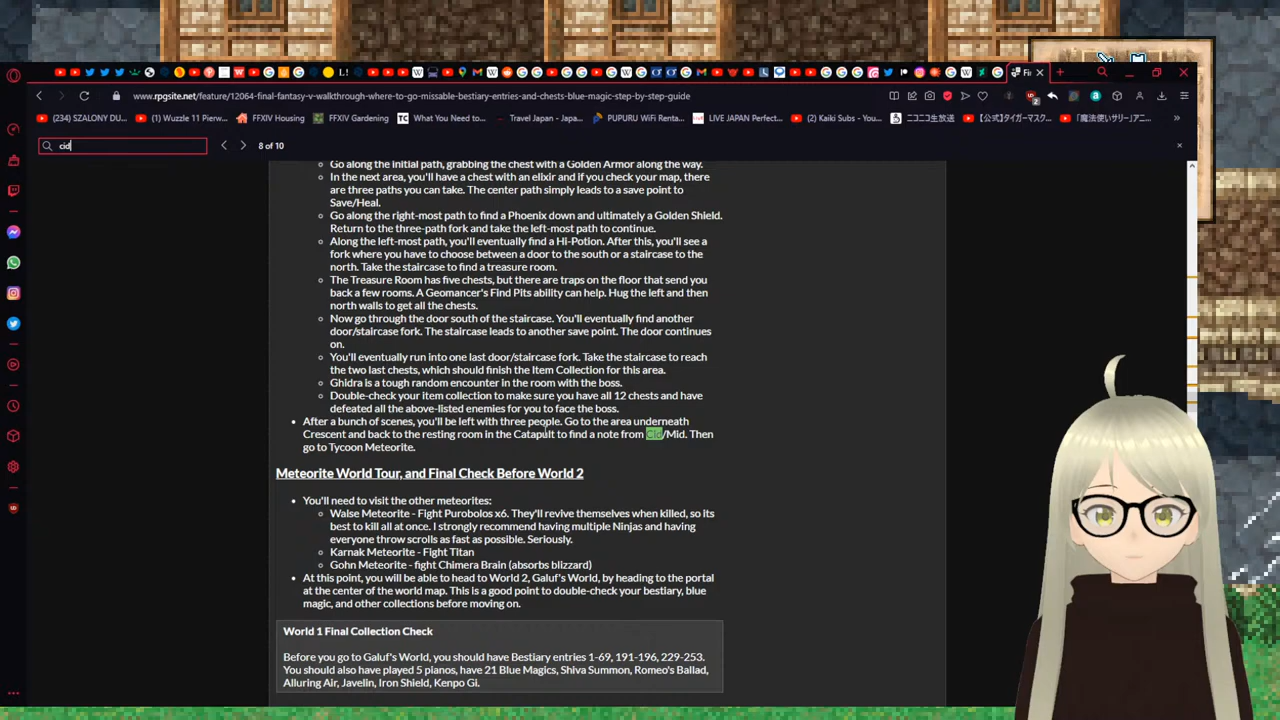 www.rpgsite.net/feature/12064-final-fantasy-v-walkthrough-where-to-go-missable-bestiary-entries-and-chests-blue-magic-step-by-step-guide
(234) SZALONY DU... (1) Wuzzle 11 Pierw... FFXIV Housing FFXIV Gardening What You Need to... Travel Japan - Japa... PUPURU WiFi Renta... LIVE JAPAN Perfect... (2) Kaiki Subs - You... ニコニコ生放送 【公式】タイガーマスク... 「魔法使いサリー」アニ...
cid 8 of 10
Go along the initial path, grabbing the chest with a Golden Armor along the way.
In the next area, you'll have a chest with an elixir and if you check your map, there
are three paths you can take. The center path simply leads to a save point to
Save/Heal.
Go along the right-most path to find a Phoenix down and ultimately a Golden Shield.
Return to the three-path fork and take the left-most path to continue.
Along the left-most path, you'll eventually find a Hi-Potion. After this, you'll see a
fork where you have to choose between a door to the south or a staircase to the
north. Take the staircase to find a treasure room.
The Treasure Room has five chests, but there are traps on the floor that send you
back a few rooms. A Geomancer's Find Pits ability can help. Hug the left and then
north walls to get all the chests.
Now go through the door south of the staircase. You'll eventually find another
door/staircase fork. The staircase leads to another save point. The door continues
on.
You'll eventually run into one last door/staircase fork. Take the staircase to reach
the two last chests, which should finish the Item Collection for this area.
Ghidra is a tough random encounter in the room with the boss.
Double-check your item collection to make sure you have all 12 chests and have
defeated all the above-listed enemies for you to face the boss.
After a bunch of scenes, you'll be left with three people. Go to the area underneath
Crescent and back to the resting room in the Catapult to find a note from Cid/Mid. Then
go to Tycoon Meteorite.
Meteorite World Tour, and Final Check Before World 2
You'll need to visit the other meteorites:
Walse Meteorite - Fight Purobolos x6. They'll revive themselves when killed, so its
best to kill all at once. I strongly recommend having multiple Ninjas and having
everyone throw scrolls as fast as possible. Seriously.
Karnak Meteorite - Fight Titan
Gohn Meteorite - fight Chimera Brain (absorbs blizzard)
At this point, you will be able to head to World 2, Galuf's World, by heading to the portal
at the center of the world map. This is a good point to double-check your bestiary, blue
magic, and other collections before moving on.
World 1 Final Collection Check
Before you go to Galuf's World, you should have Bestiary entries 1-69, 191-196, 229-253.
You should also have played 5 pianos, have 21 Blue Magics, Shiva Summon, Romeo's Ballad,
Alluring Air, Javelin, Iron Shield, Kenpo Gi.